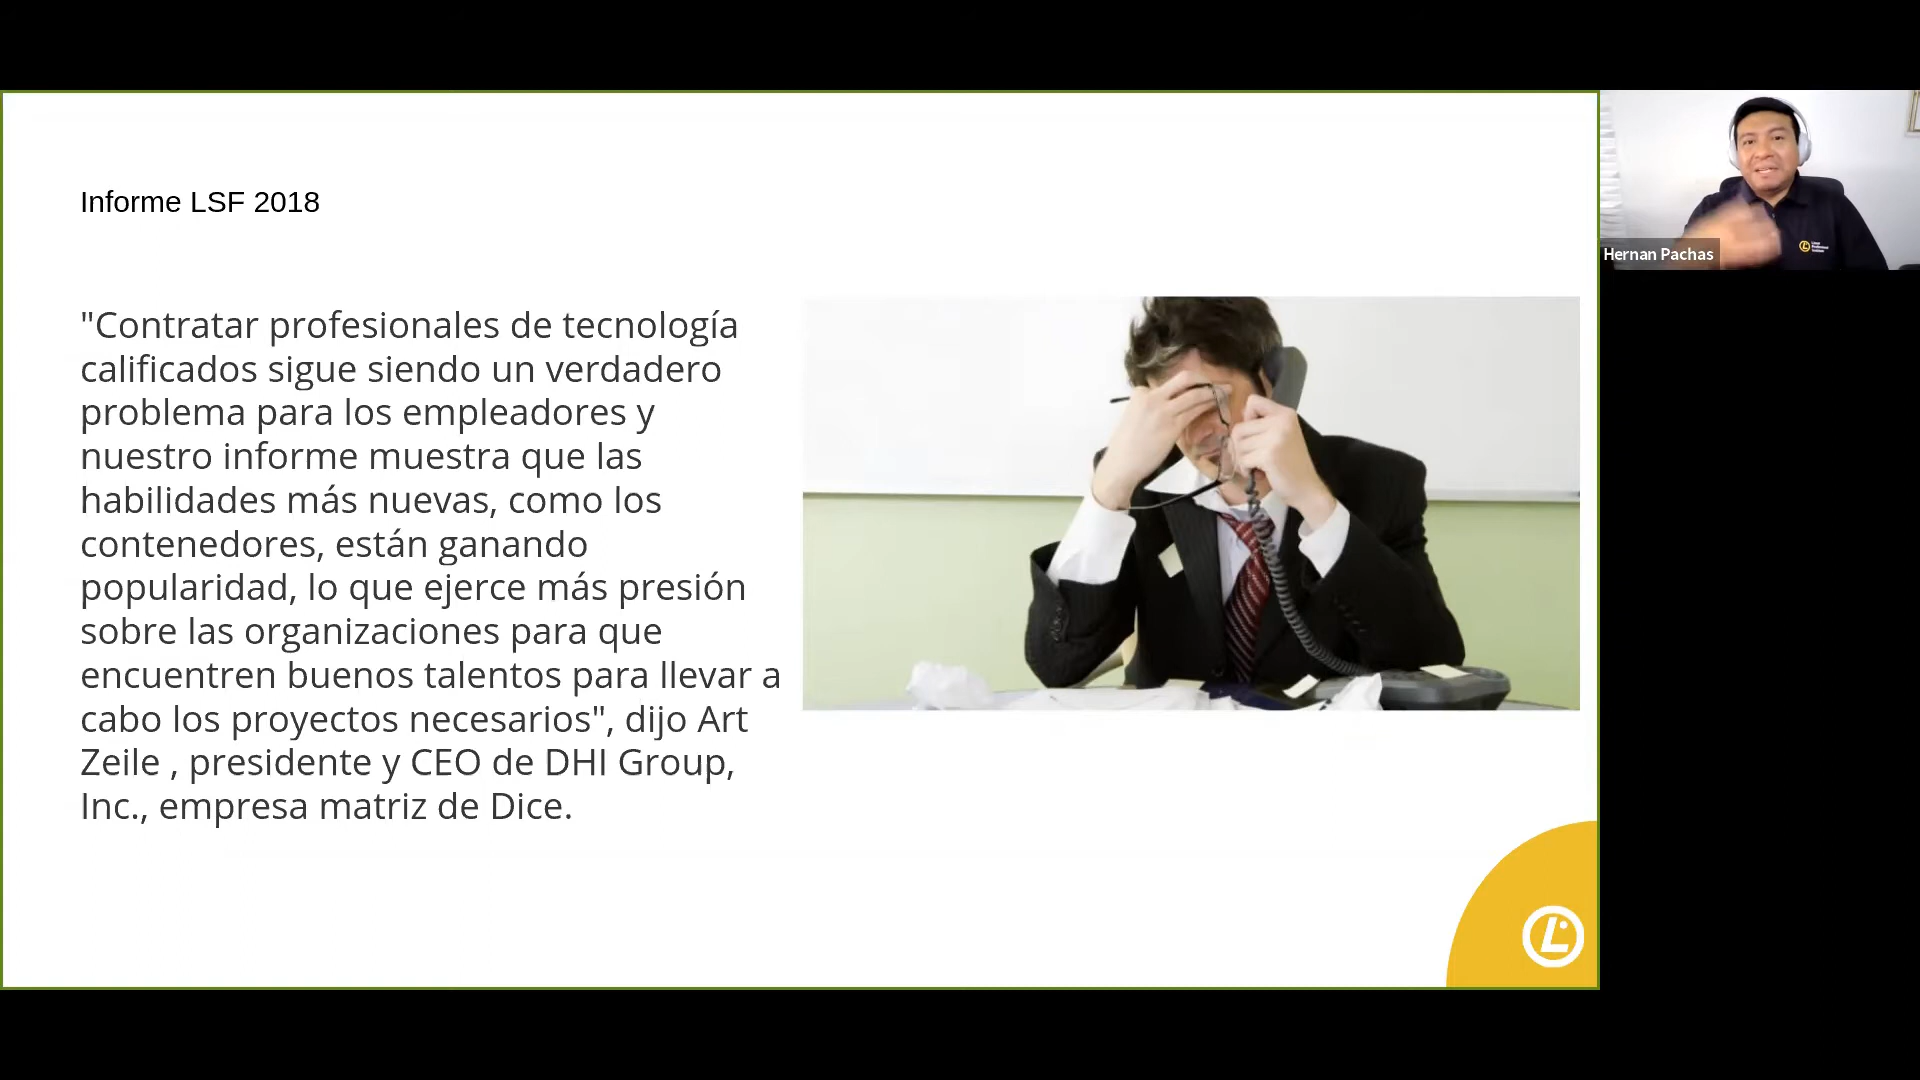 Informe LSF 2018
"Contratar profesionales de tecnología
calificados sigue siendo un verdadero
problema para los empleadores y
nuestro informe muestra que las
habilidades más nuevas, como los
contenedores, están ganando
popularidad, lo que ejerce más presión
sobre las organizaciones para que
encuentren buenos talentos para llevar a
cabo los proyectos necesarios", dijo Art
Zeile , presidente y CEO de DHI Group,
Inc., empresa matriz de Dice.
Hernan Pachas